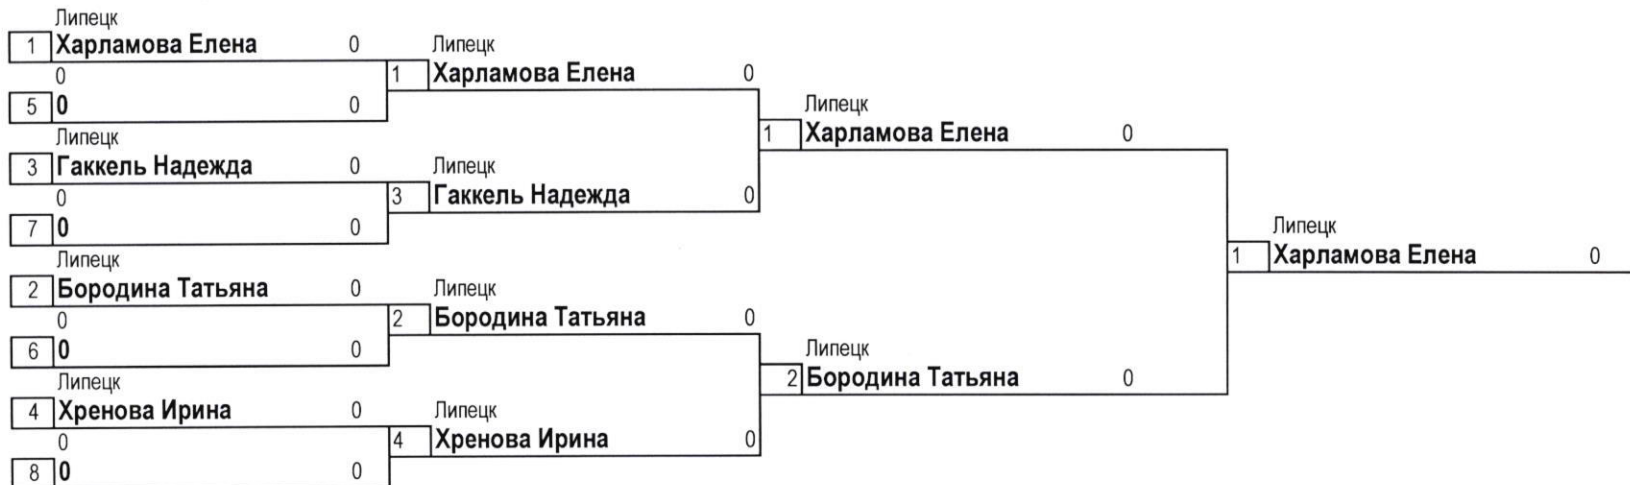 Липецк
1 Харламова Елена 0
0
5 0 0
Липецк
3 Гаккель Надежда 0
0
7 0 0
Липецк
2 Бородина Татьяна 0
0
6 0 0
Липецк
4 Хренова Ирина 0
0
8 0 0
Липецк
1 Харламова Елена 0
Липецк
3 Гаккель Надежда 0
Липецк
2 Бородина Татьяна 0
Липецк
4 Хренова Ирина 0
Липецк
1 Харламова Елена 0
Липецк
2 Бородина Татьяна 0
Липецк
1 Харламова Елена 0